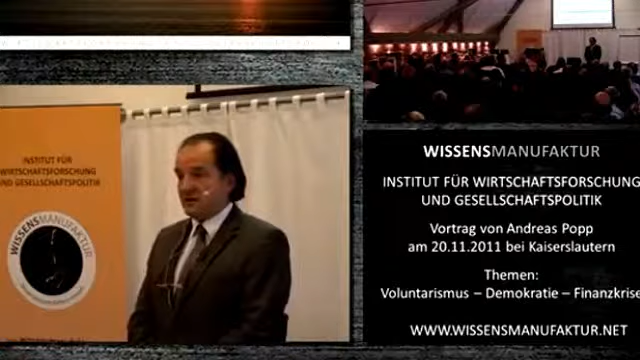 INSTITUT FÜR
WIRTSCHAFTSFORSCHUNG
UND GESELLSCHAFTSPOLITIK
WISSENSMANUFAKTUR
WISSENSMANUFAKTUR
INSTITUT FÜR WIRTSCHAFTSFORSCHUNG
UND GESELLSCHAFTSPOLITIK
Vortrag von Andreas Popp
am 20.11.2011 bei Kaiserslautern
Themen:
Voluntarismus – Demokratie – Finanzkrise
WWW.WISSENSMANUFAKTUR.NET